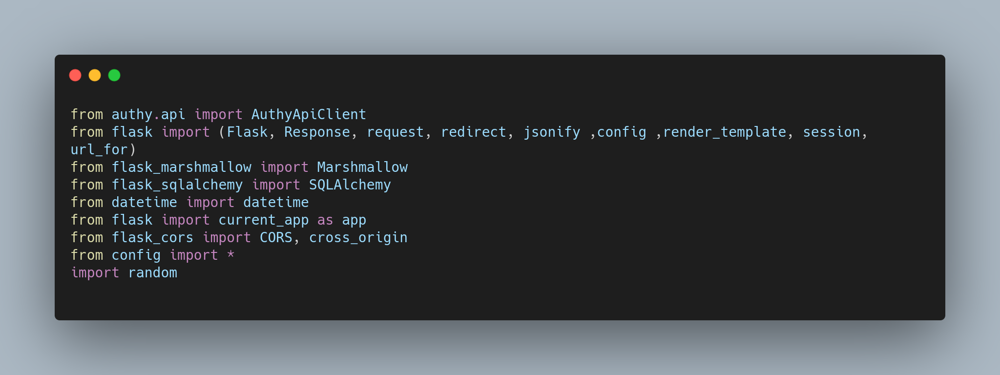 from authy.api import AuthyApiClient
from flask import (Flask, Response, request, redirect, jsonify ,config ,render_template, session,
url_for)
from flask_marshmallow import Marshmallow
from flask_sqlalchemy import SQLAlchemy
from datetime import datetime
from flask import current_app as app
from flask_cors import CORS, cross_origin
from config import *
import random